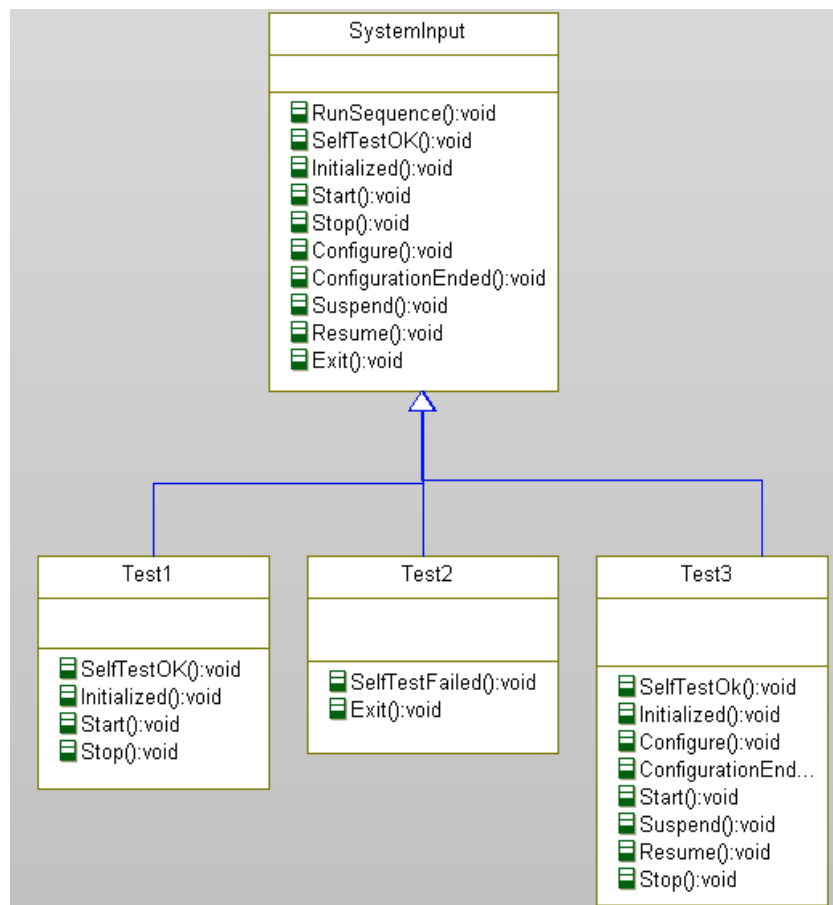 SystemInput
RunSequence():void
SelfTestOK():void
Initialized():void
Start():void
Stop():void
Configure():void
ConfigurationEnded():void
Suspend():void
Resume():void
Exit():void
Test1
SelfTestOK():void
Initialized():void
Start():void
Stop():void
Test2
SelfTestFailed():void
Exit():void
Test3
SelfTestOk():void
Initialized():void
Configure():void
ConfigurationEnd...
Start():void
Suspend():void
Resume():void
Stop():void